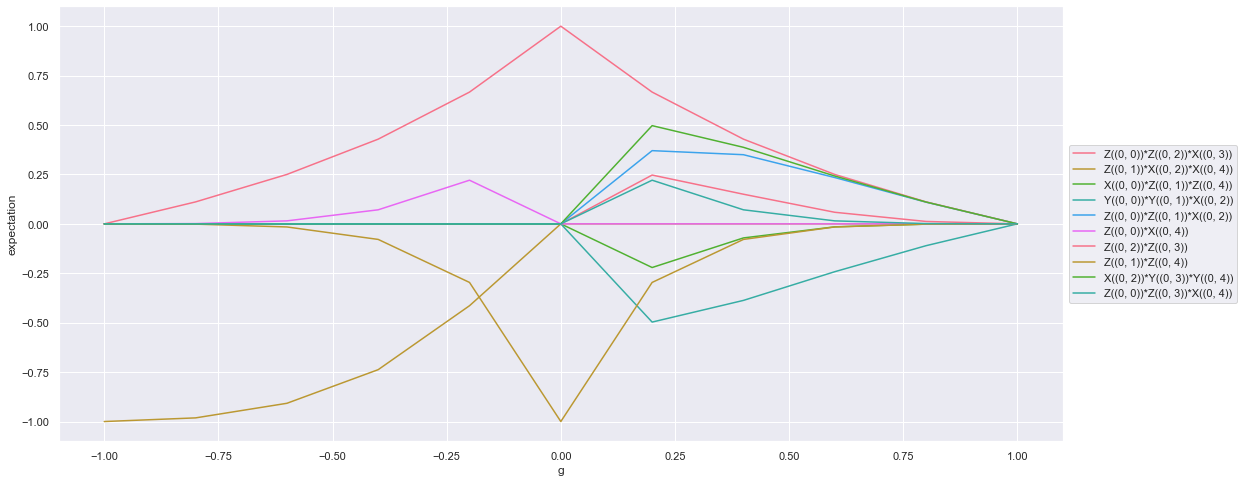 1.00
0.75
0.50
0.25
0.00
−0.25
−0.50
−0.75
−1.00
expectation
−1.00 −0.75 −0.50 −0.25 0.00 0.25 0.50 0.75 1.00
g
Z((0, 0))*Z((0, 2))*X((0, 3))
Z((0, 1))*X((0, 2))*X((0, 4))
X((0, 0))*Z((0, 1))*Z((0, 4))
Y((0, 0))*Y((0, 1))*X((0, 2))
Z((0, 0))*Z((0, 1))*X((0, 2))
Z((0, 0))*X((0, 4))
Z((0, 2))*Z((0, 3))
Z((0, 1))*Z((0, 4))
X((0, 2))*Y((0, 3))*Y((0, 4))
Z((0, 0))*Z((0, 3))*X((0, 4))